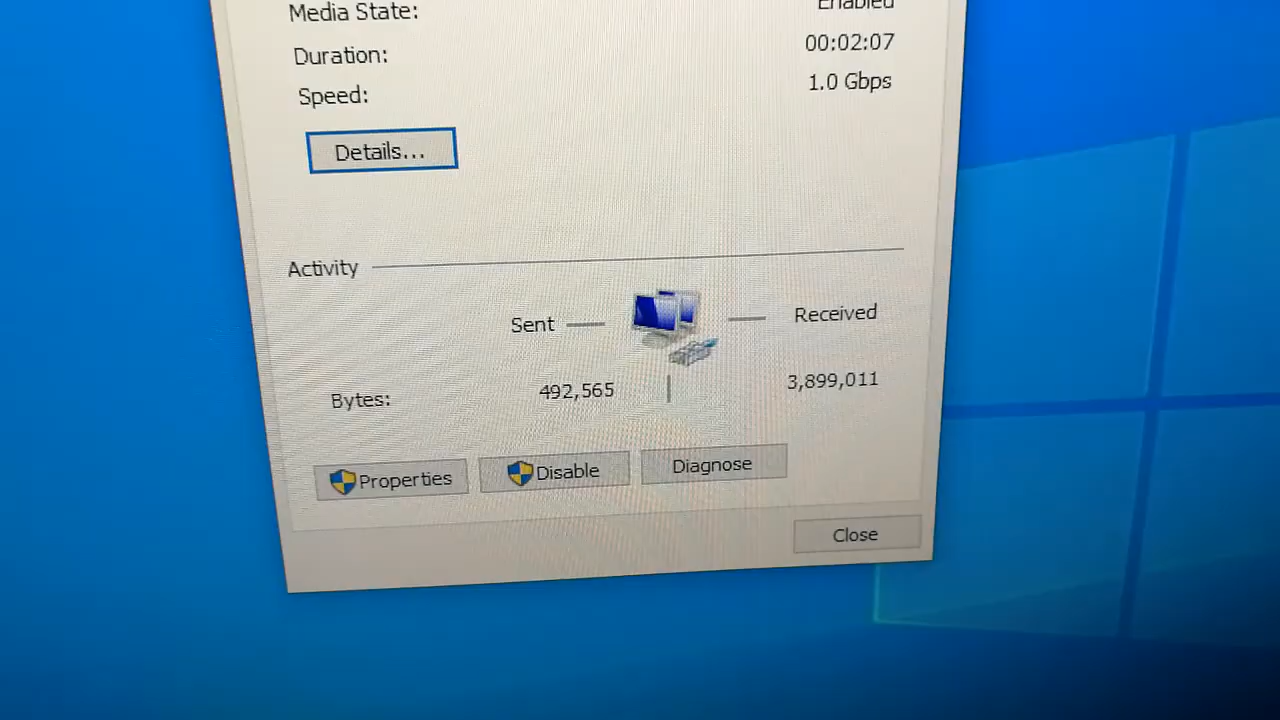 Media State: Enabled
Duration: 00:02:07
Speed: 1.0 Gbps
Details...
Activity
Sent Received
Bytes: 492,565 3,899,011
Properties Disable Diagnose
Close